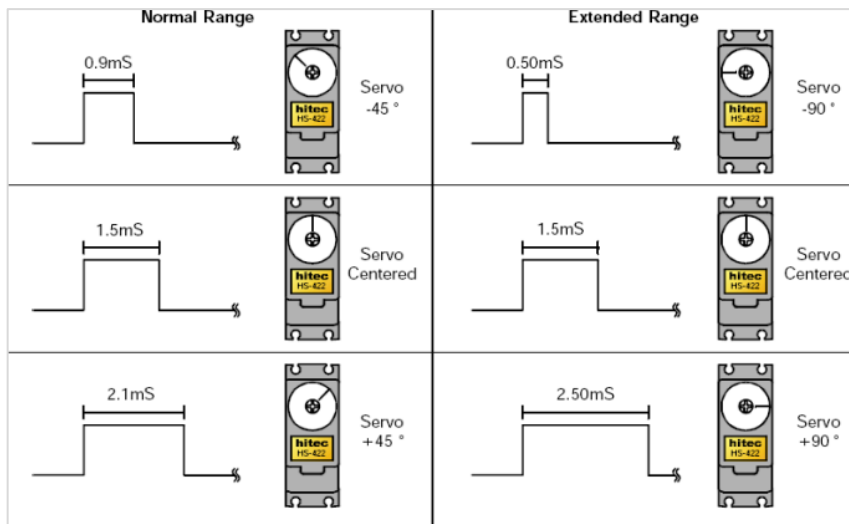 Normal Range
Extended Range
0.9mS
hitec
HS-422
Servo
-45 °
0.50mS
hitec
HS-422
Servo
-90 °
1.5mS
hitec
HS-422
Servo
Centered
1.5mS
hitec
HS-422
Servo
Centered
2.1mS
hitec
HS-422
Servo
+45 °
2.50mS
hitec
HS-422
Servo
+90 °